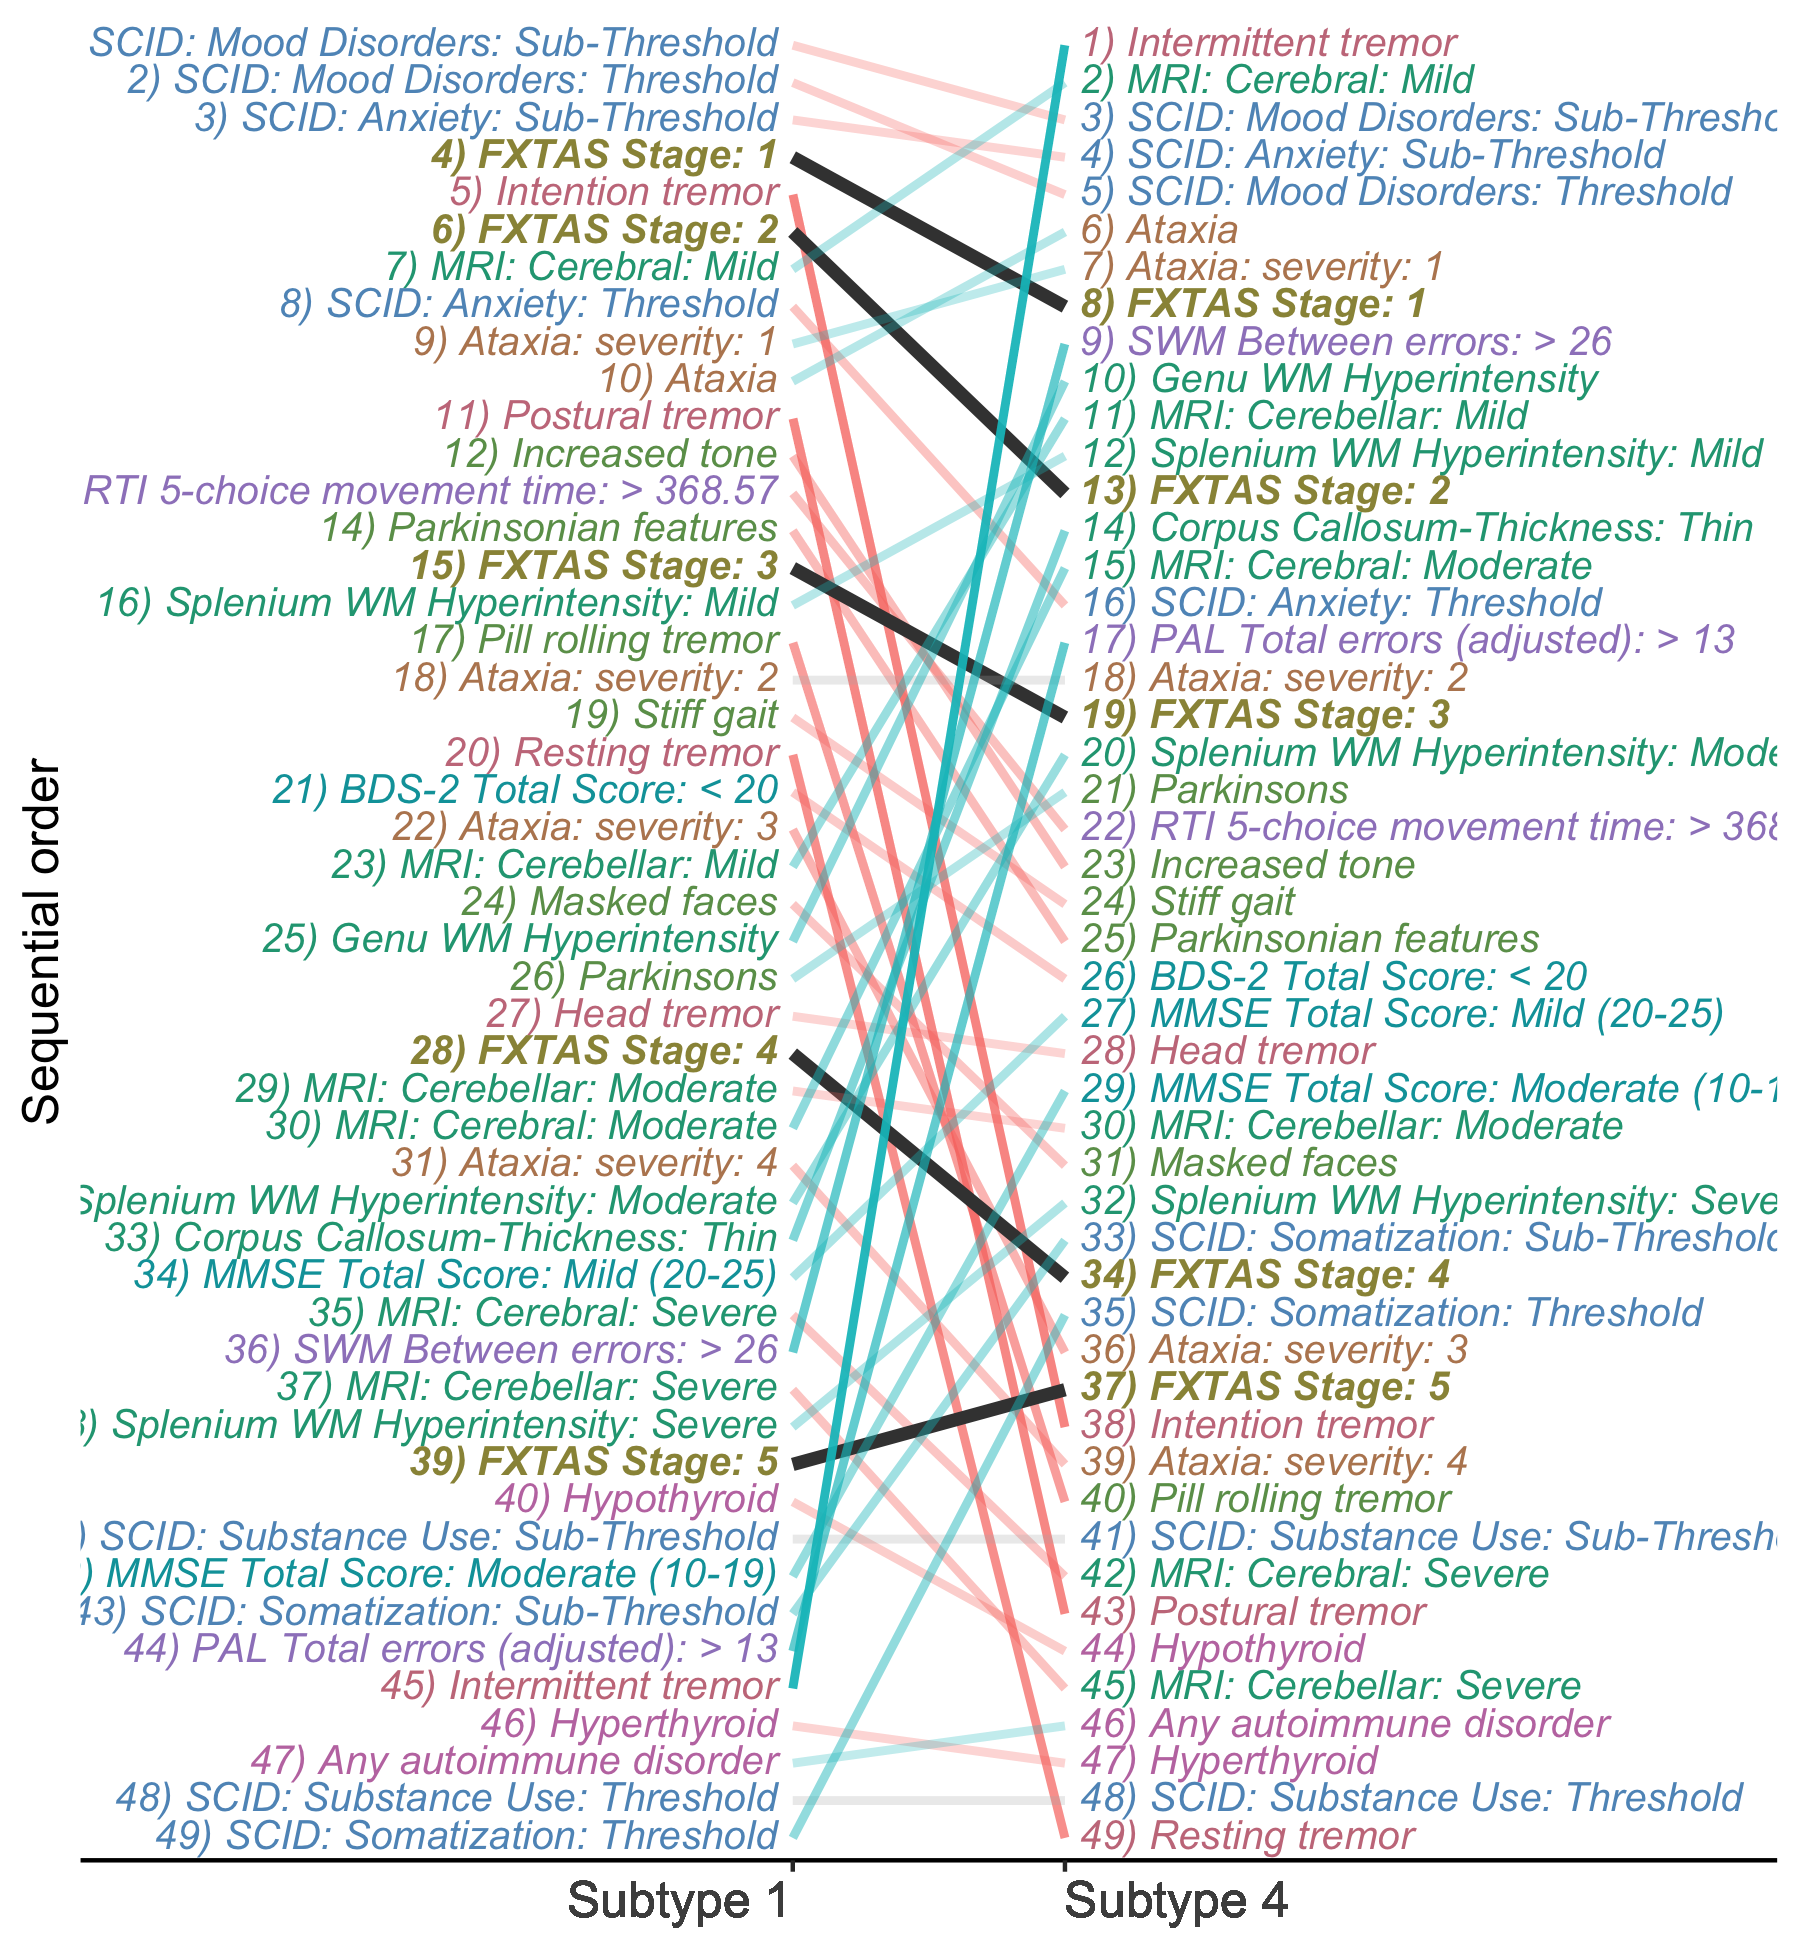 Sequential order
SCID: Mood Disorders: Sub-Threshold
2) SCID: Mood Disorders: Threshold
3) SCID: Anxiety: Sub-Threshold
4) FXTAS Stage: 1
5) Intention tremor
6) FXTAS Stage: 2
7) MRI: Cerebral: Mild
8) SCID: Anxiety: Threshold
9) Ataxia: severity: 1
10) Ataxia
11) Postural tremor
12) Increased tone
RTI 5-choice movement time: > 368.57
14) Parkinsonian features
15) FXTAS Stage: 3
16) Splenium WM Hyperintensity: Mild
17) Pill rolling tremor
18) Ataxia: severity: 2
19) Stiff gait
20) Resting tremor
21) BDS-2 Total Score: < 20
22) Ataxia: severity: 3
23) MRI: Cerebellar: Mild
24) Masked faces
25) Genu WM Hyperintensity
26) Parkinsons
27) Head tremor
28) FXTAS Stage: 4
29) MRI: Cerebellar: Moderate
30) MRI: Cerebral: Moderate
31) Ataxia: severity: 4
Splenium WM Hyperintensity: Moderate
33) Corpus Callosum-Thickness: Thin
34) MMSE Total Score: Mild (20-25)
35) MRI: Cerebral: Severe
36) SWM Between errors: > 26
37) MRI: Cerebellar: Severe
) Splenium WM Hyperintensity: Severe
39) FXTAS Stage: 5
40) Hypothyroid
) SCID: Substance Use: Sub-Threshold
) MMSE Total Score: Moderate (10-19)
43) SCID: Somatization: Sub-Threshold
44) PAL Total errors (adjusted): > 13
45) Intermittent tremor
46) Hyperthyroid
47) Any autoimmune disorder
48) SCID: Substance Use: Threshold
49) SCID: Somatization: Threshold
1) Intermittent tremor
2) MRI: Cerebral: Mild
3) SCID: Mood Disorders: Sub-Thresho
4) SCID: Anxiety: Sub-Threshold
5) SCID: Mood Disorders: Threshold
6) Ataxia
7) Ataxia: severity: 1
8) FXTAS Stage: 1
9) SWM Between errors: > 26
10) Genu WM Hyperintensity
11) MRI: Cerebellar: Mild
12) Splenium WM Hyperintensity: Mild
13) FXTAS Stage: 2
14) Corpus Callosum-Thickness: Thin
15) MRI: Cerebral: Moderate
16) SCID: Anxiety: Threshold
17) PAL Total errors (adjusted): > 13
18) Ataxia: severity: 2
19) FXTAS Stage: 3
20) Splenium WM Hyperintensity: Mode
21) Parkinsons
22) RTI 5-choice movement time: > 368
23) Increased tone
24) Stiff gait
25) Parkinsonian features
26) BDS-2 Total Score: < 20
27) MMSE Total Score: Mild (20-25)
28) Head tremor
29) MMSE Total Score: Moderate (10-1
30) MRI: Cerebellar: Moderate
31) Masked faces
32) Splenium WM Hyperintensity: Seve
33) SCID: Somatization: Sub-Threshold
34) FXTAS Stage: 4
35) SCID: Somatization: Threshold
36) Ataxia: severity: 3
37) FXTAS Stage: 5
38) Intention tremor
39) Ataxia: severity: 4
40) Pill rolling tremor
41) SCID: Substance Use: Sub-Thresh
42) MRI: Cerebral: Severe
43) Postural tremor
44) Hypothyroid
45) MRI: Cerebellar: Severe
46) Any autoimmune disorder
47) Hyperthyroid
48) SCID: Substance Use: Threshold
49) Resting tremor
Subtype 1
Subtype 4